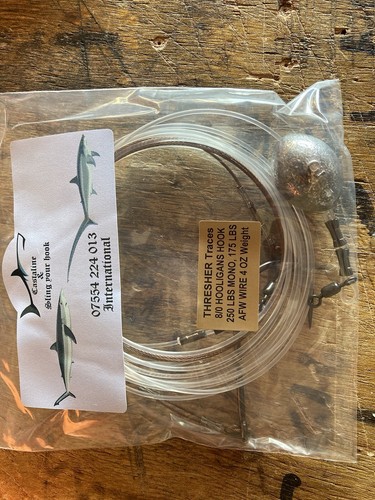 Casguline
&
Sling your hook
07554 224 013
International
THRESHER Traces
8/0 HOOLIGANS HOOK
250 LBS MONO, 175 LBS
AFW WIRE 4 OZ Weight